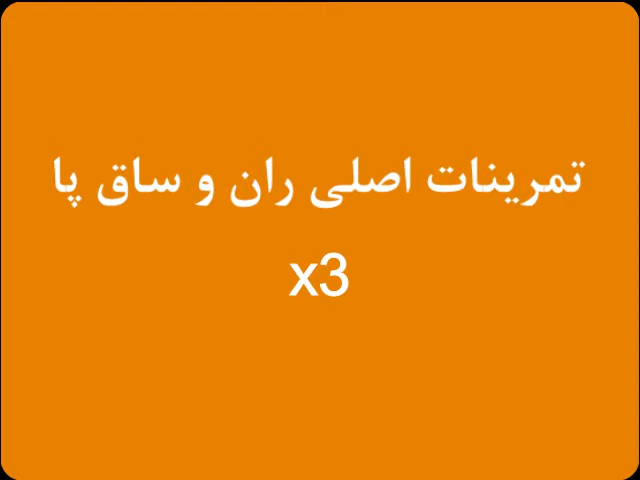 تمرینات اصلی ران و ساق پا
x3